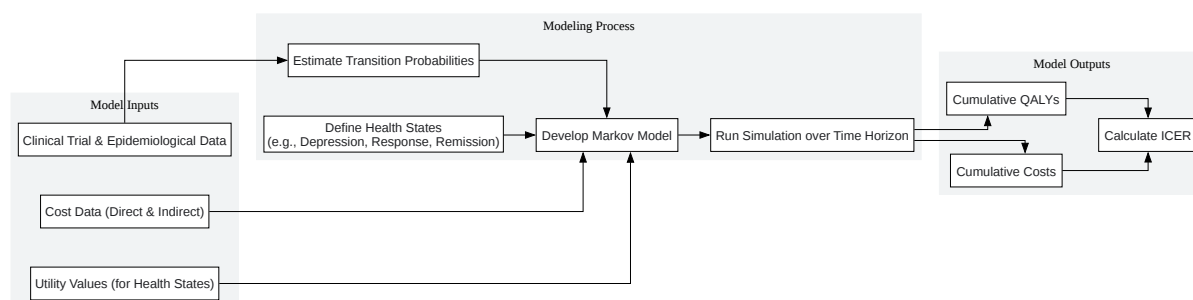 Modeling Process
Estimate Transition Probabilities
Model Outputs
Cumulative QALYs
Model Inputs
Clinical Trial & Epidemiological Data
Define Health States
(e.g., Depression, Response, Remission)
Develop Markov Model
Run Simulation over Time Horizon
Calculate ICER
Cumulative Costs
Cost Data (Direct & Indirect)
Utility Values (for Health States)